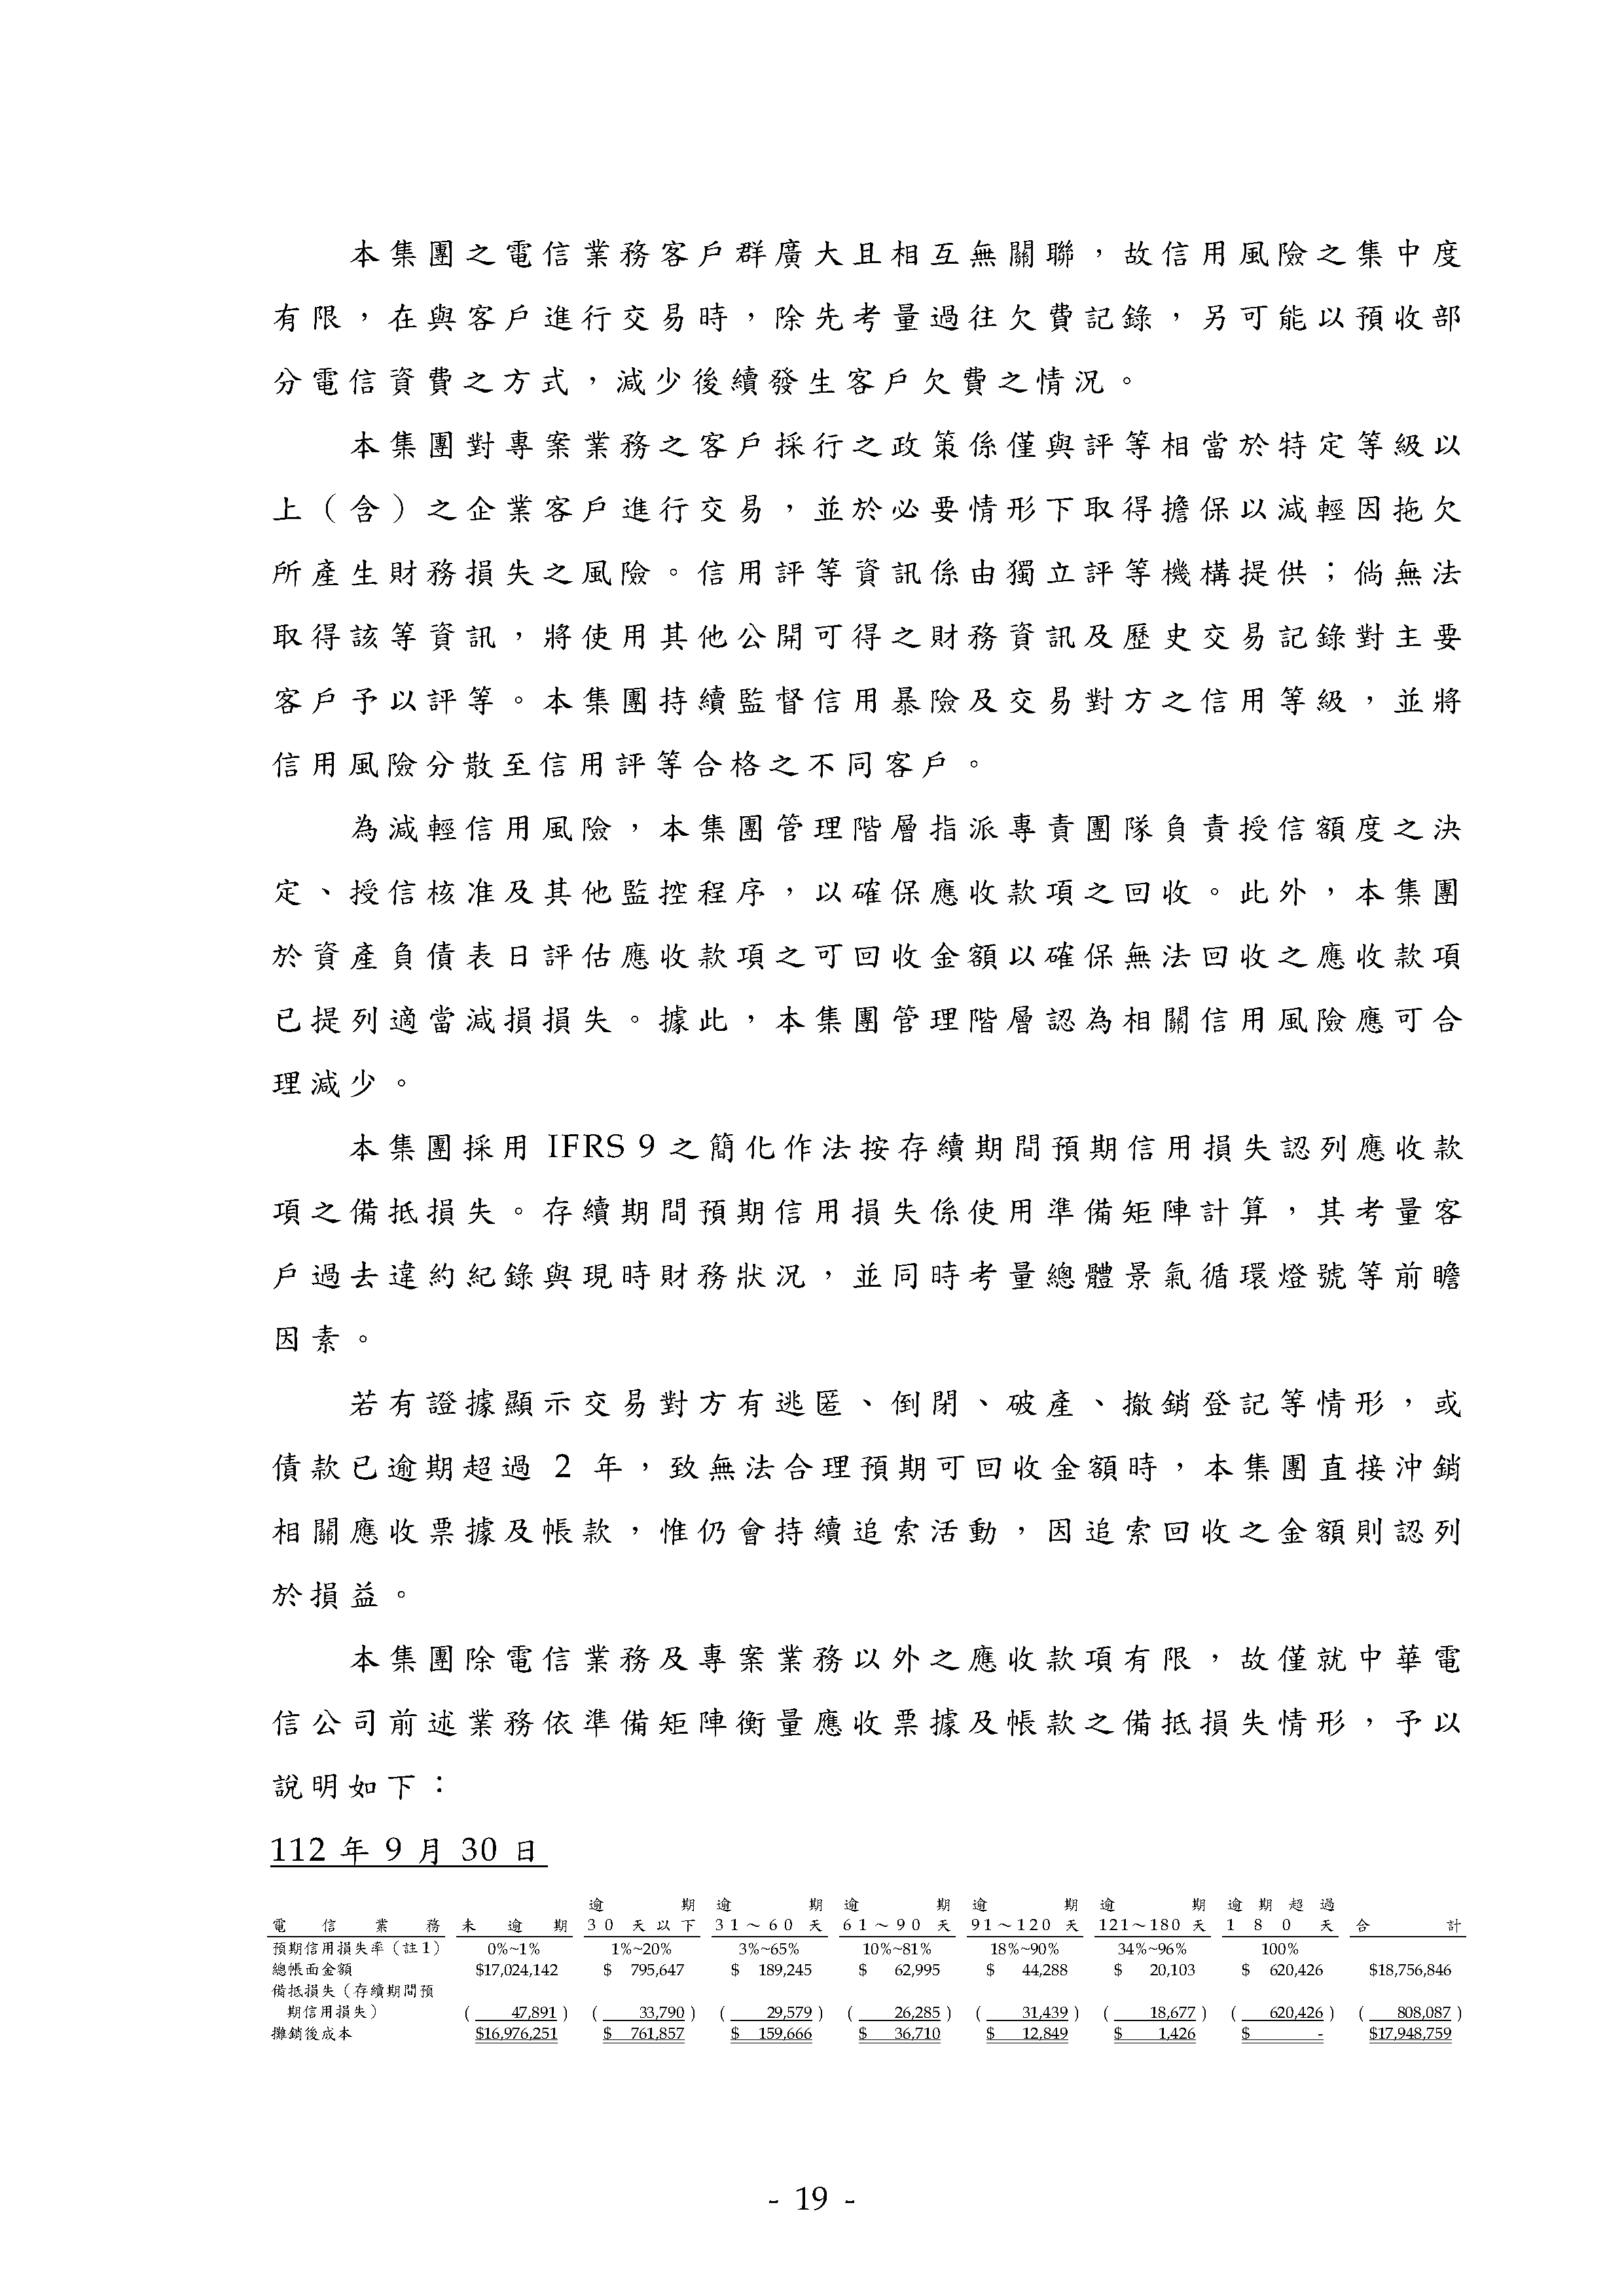 本集團之電信業務客戶群廣大且相互無關聯，故信用風險之集中度
有限，在與客戶進行交易時，除先考量過往欠費記錄，另可能以預收部
分電信資費之方式，減少後續發生客戶欠費之情況。
本集團對專案業務之客戶採行之政策係僅與評等相當於特定等級以
上（含）之企業客戶進行交易，並於必要情形下取得擔保以減輕因拖欠
所產生財務損失之風險。信用評等資訊係由獨立評等機構提供；倘無法
取得該等資訊，將使用其他公開可得之財務資訊及歷史交易記錄對主要
客戶予以評等。本集團持續監督信用暴險及交易對方之信用等級，並將
信用風險分散至信用評等合格之不同客戶。
為減輕信用風險，本集團管理階層指派專責團隊負責授信額度之決
定、授信核准及其他監控程序，以確保應收款項之回收。此外，本集團
於資產負債表日評估應收款項之可回收金額以確保無法回收之應收款項
已提列適當減損損失。據此，本集團管理階層認為相關信用風險應可合
理減少。
本集團採用 IFRS 9 之簡化作法按存續期間預期信用損失認列應收款
項之備抵損失。存續期間預期信用損失係使用準備矩陣計算，其考量客
戶過去違約紀錄與現時財務狀況，並同時考量總體景氣循環燈號等前瞻
因素。
若有證據顯示交易對方有逃匿、倒閉、破產、撤銷登記等情形，或
債款已逾期超過 2 年，致無法合理預期可回收金額時，本集團直接沖銷
相關應收票據及帳款，惟仍會持續追索活動，因追索回收之金額則認列
於損益。
本集團除電信業務及專案業務以外之應收款項有限，故僅就中華電
信公司前述業務依準備矩陣衡量應收票據及帳款之備抵損失情形，予以
說明如下：
112 年 9 月 30 日
逾期 逾期 逾期 逾期 逾期 逾期超過
電信業務 未逾期 30 天以下 31～60 天 61～90 天 91～120 天 121～180 天 180 天 合計
預期信用損失率（註1） 0%~1% 1%~20% 3%~65% 10%~81% 18%~90% 34%~96% 100%
總帳面金額 $17,024,142 $ 795,647 $ 189,245 $ 62,995 $ 44,288 $ 20,103 $ 620,426 $18,756,846
備抵損失（存續期間預
期信用損失） ( 47,891 ) ( 33,790 ) ( 29,579 ) ( 26,285 ) ( 31,439 ) ( 18,677 ) ( 620,426 ) ( 808,087 )
攤銷後成本 $16,976,251 $ 761,857 $ 159,666 $ 36,710 $ 12,849 $ 1,426 $ - $17,948,759
- 19 -